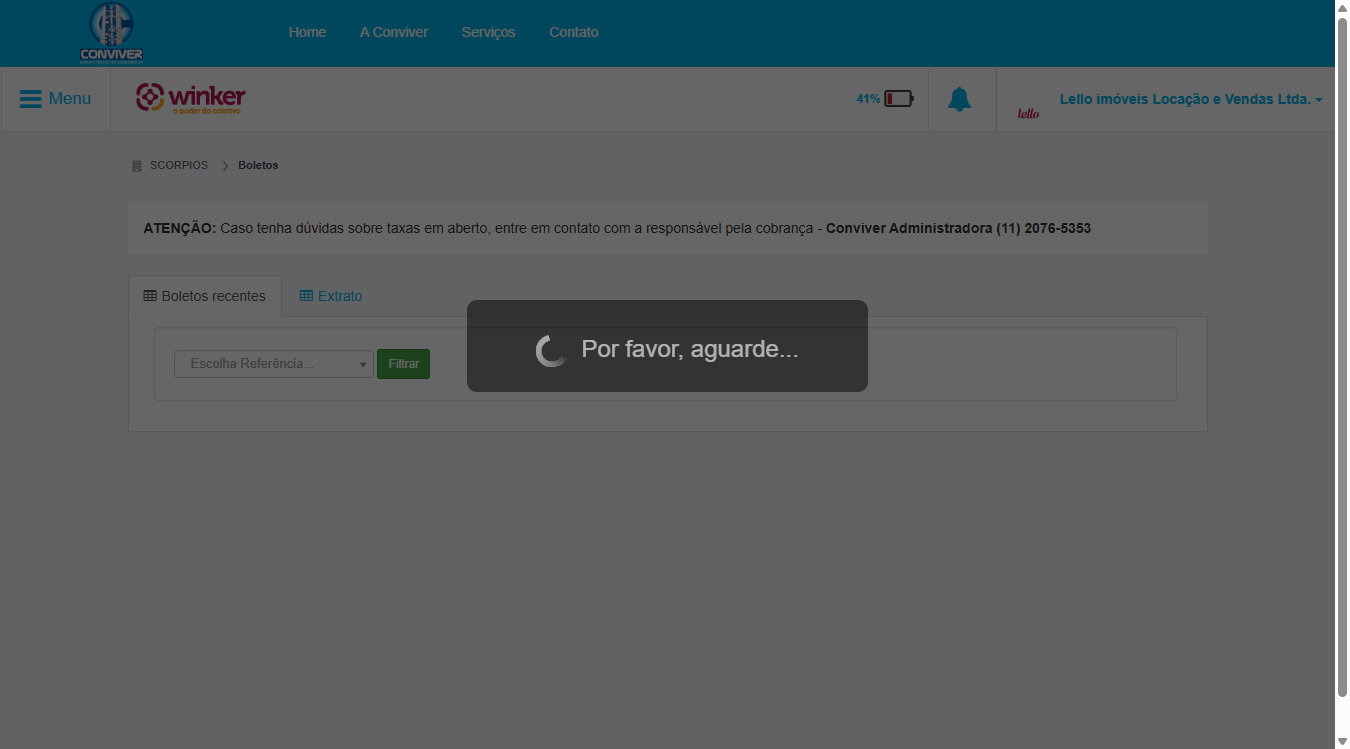 CONVIVER
Home A Conviver Serviços Contato
Menu winker 41% lello Lello imóveis Locação e Vendas Ltda.
o poder do coletivo
SCORPIOS > Boletos
ATENÇÃO: Caso tenha dúvidas sobre taxas em aberto, entre em contato com a responsável pela cobrança - Conviver Administradora (11) 2076-5353
Boletos recentes Extrato
Por favor, aguarde...
Escolha Referência... Filtrar